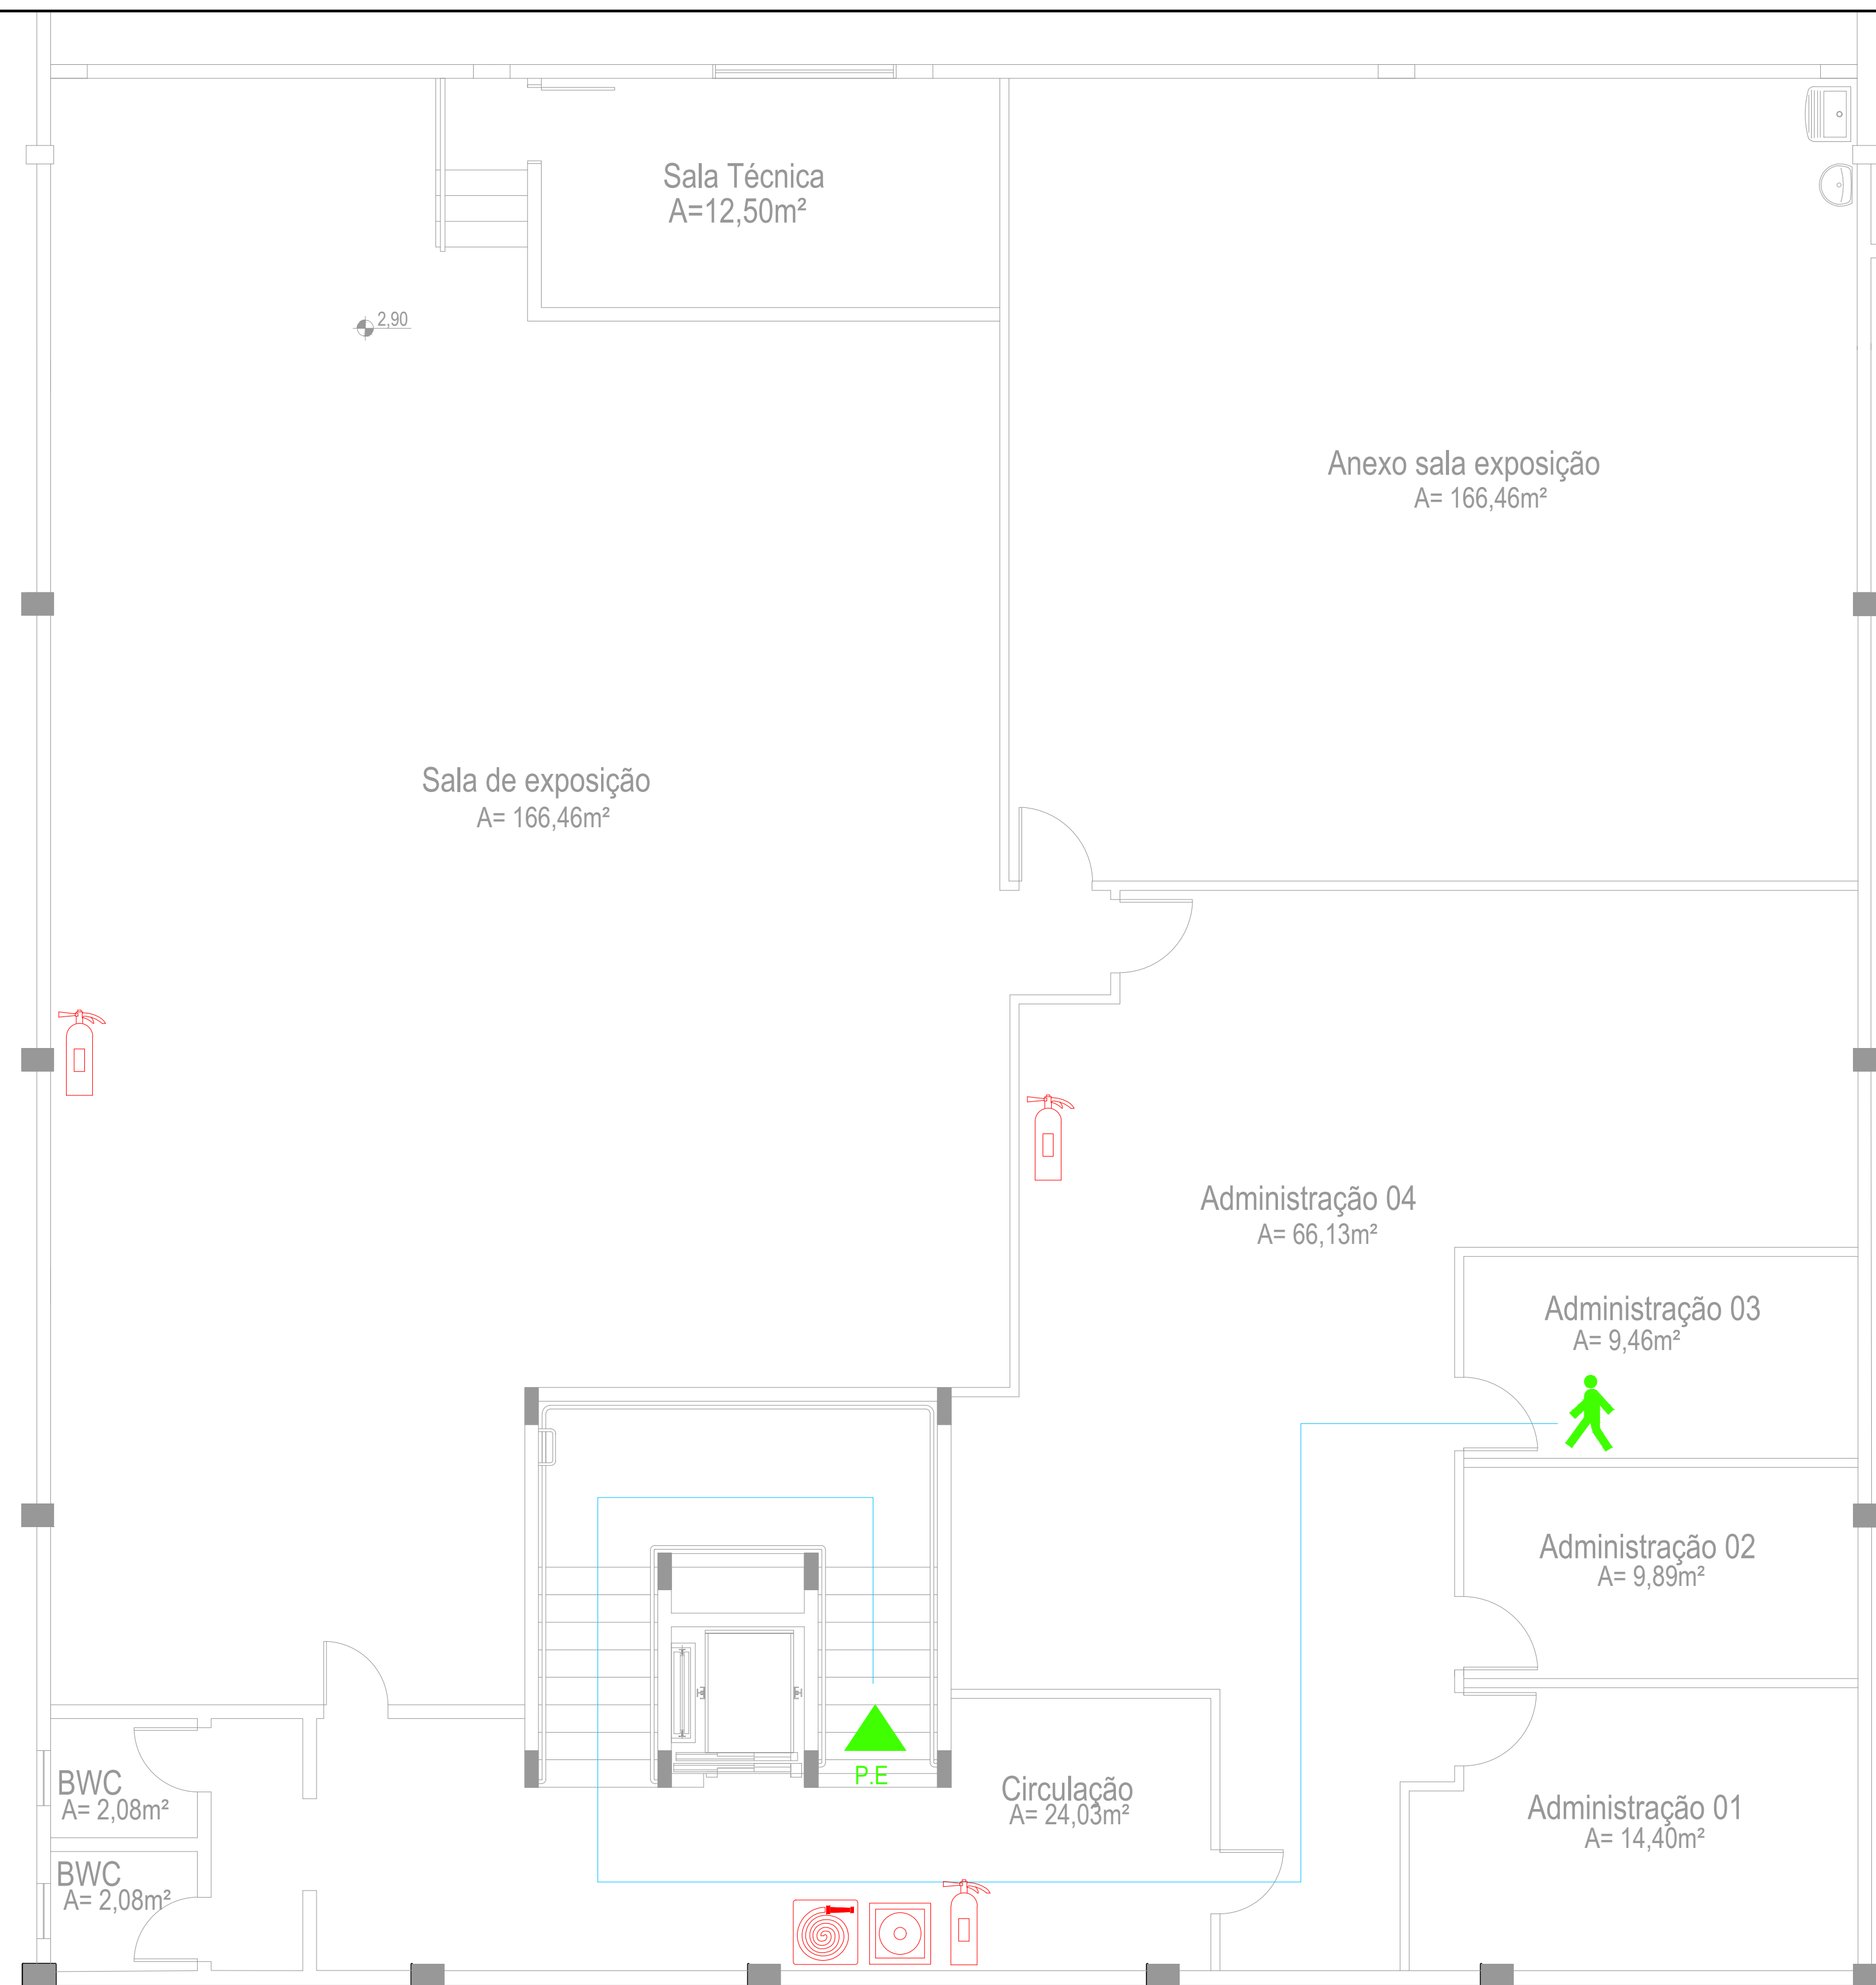 Sala Técnica
A=12,50m²
2,90
Anexo sala exposição
A= 166,46m²
Sala de exposição
A= 166,46m²
Administração 04
A= 66,13m²
Administração 03
A= 9,46m²
Administração 02
A= 9,89m²
P.E
BWC
A= 2,08m²
Circulação
A= 24,03m²
Administração 01
A= 14,40m²
BWC
A= 2,08m²